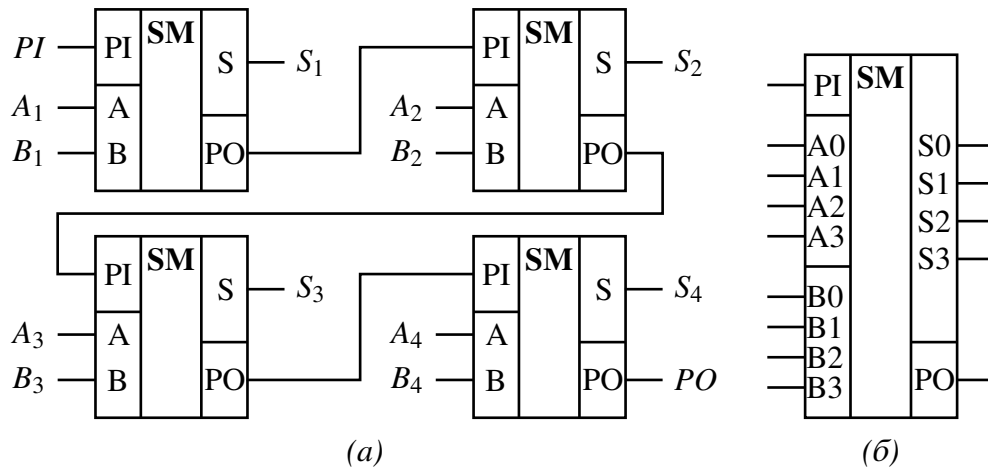 PI PI SM S S₁ PI SM S S₂
A₁ A A₂ A
B₁ B PO B₂ B PO
PI SM S S₃ PI SM S S₄
A₃ A A₄ A
B₃ B PO B₄ B PO PO
(а)
PI SM
A0 S0
A1 S1
A2 S2
A3 S3
B0
B1
B2
B3 PO
(б)